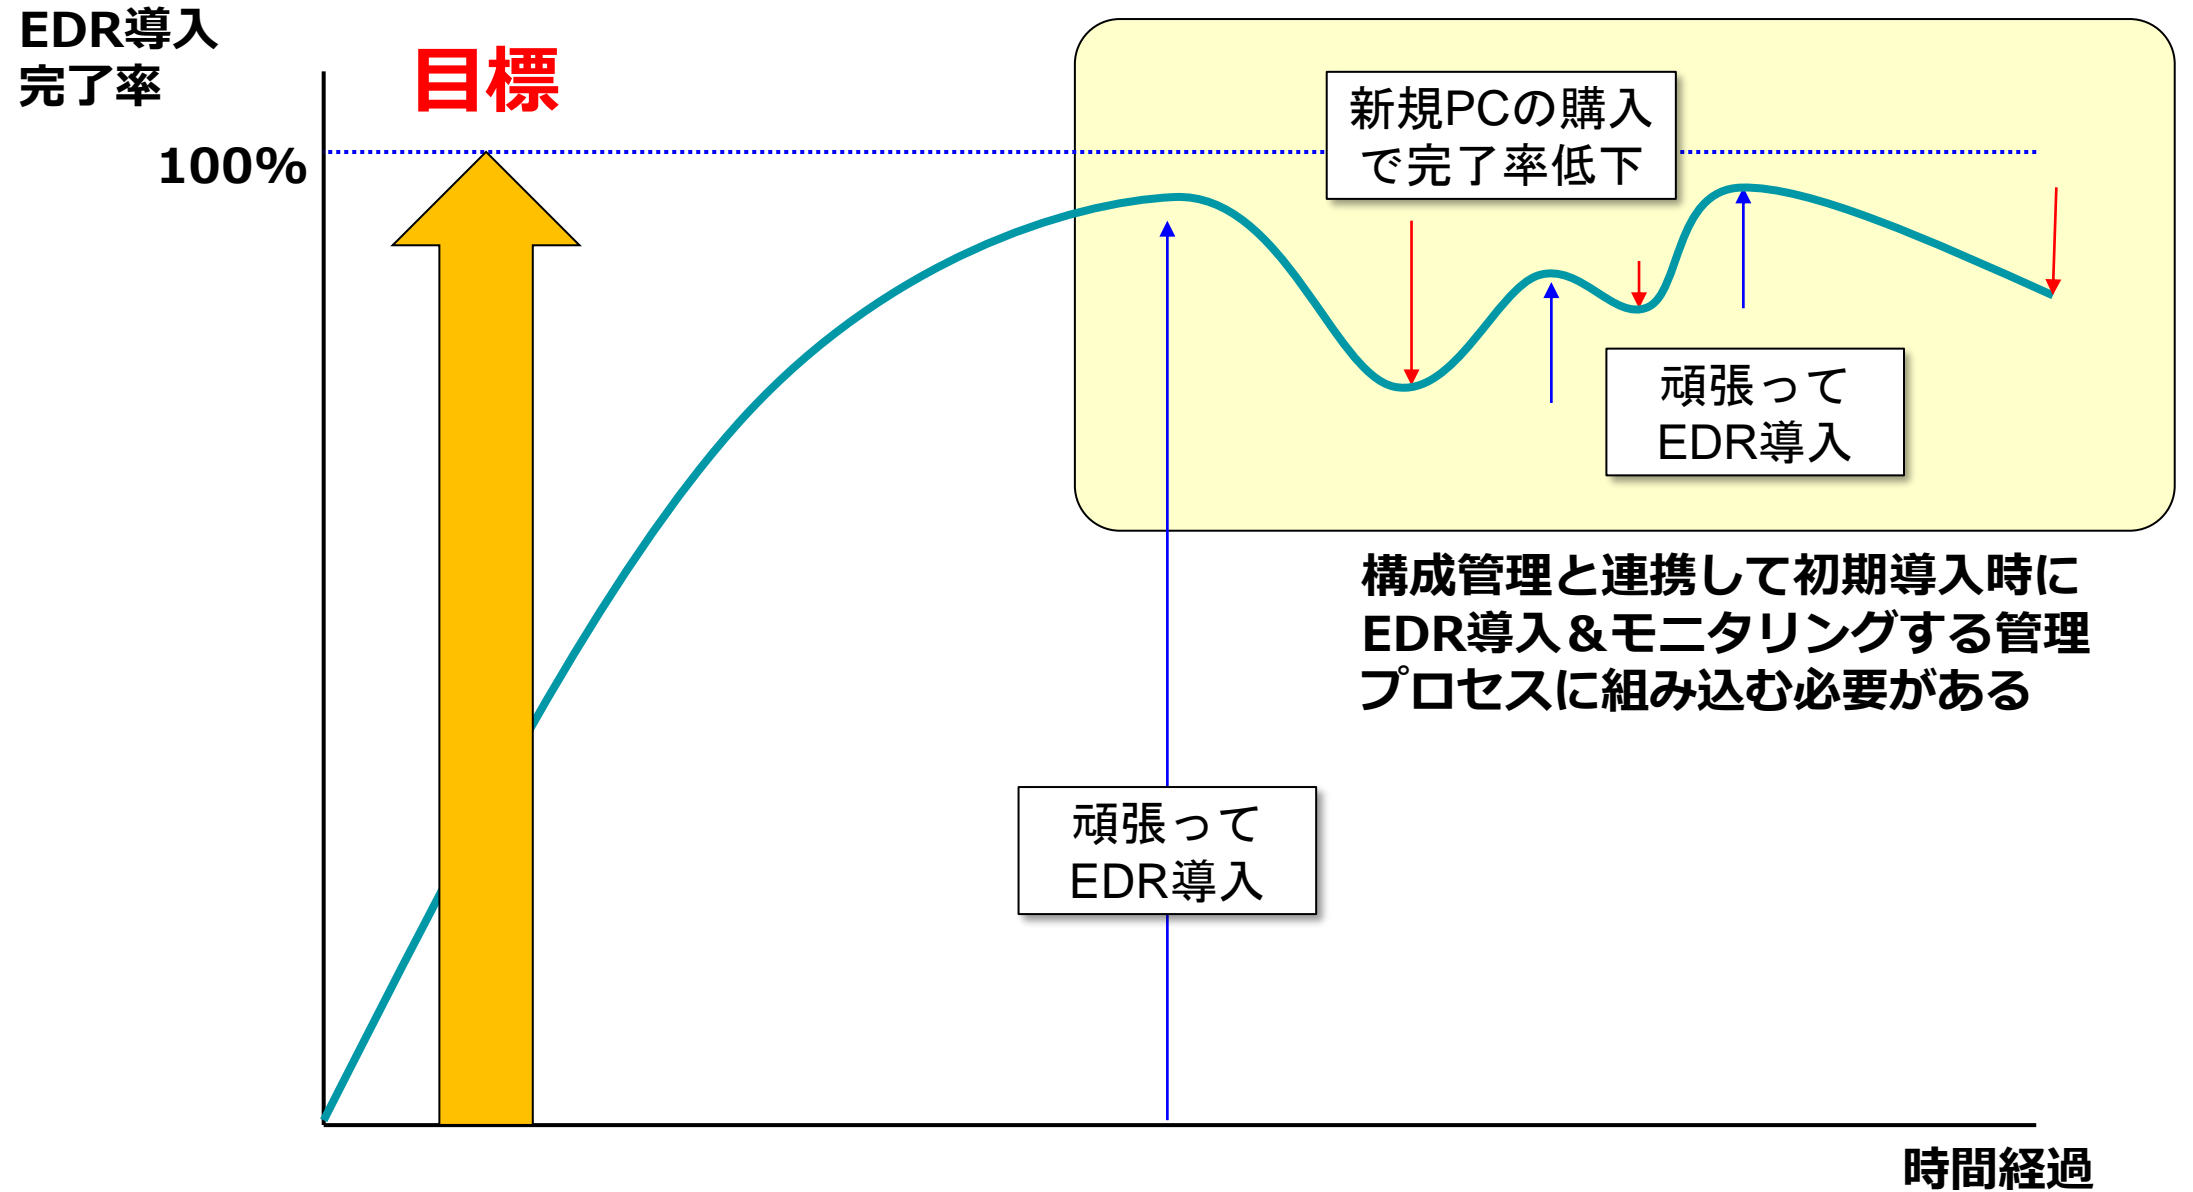 EDR導入
完了率
目標
100%
新規PCの購入
で完了率低下
頑張って
EDR導入
構成管理と連携して初期導入時に
EDR導入＆モニタリングする管理
プロセスに組み込む必要がある
頑張って
EDR導入
時間経過